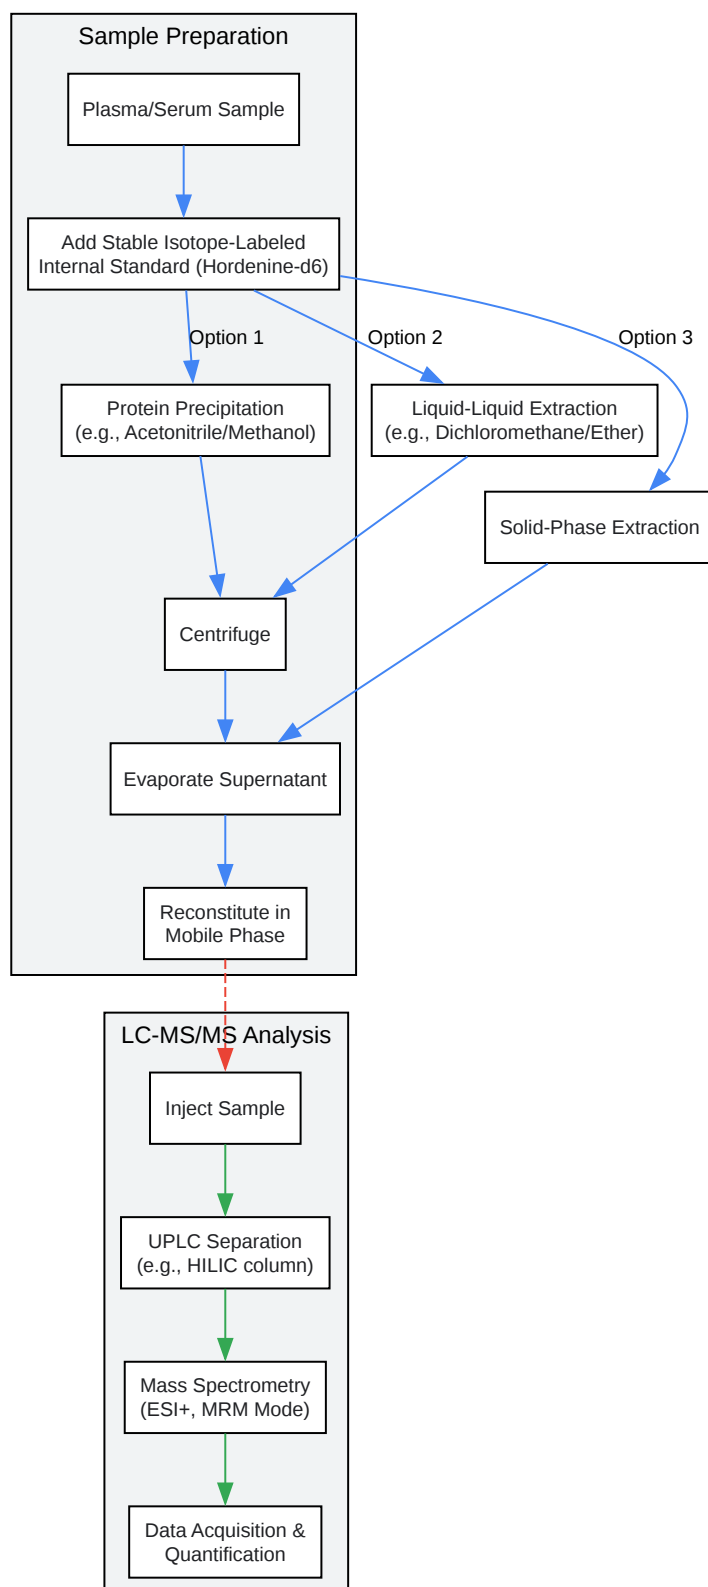 Sample Preparation
Plasma/Serum Sample
Add Stable Isotope-Labeled
Internal Standard (Hordenine-d6)
Option 1
Option 2
Option 3
Protein Precipitation
(e.g., Acetonitrile/Methanol)
Liquid-Liquid Extraction
(e.g., Dichloromethane/Ether)
Solid-Phase Extraction
Centrifuge
Evaporate Supernatant
Reconstitute in
Mobile Phase
LC-MS/MS Analysis
Inject Sample
UPLC Separation
(e.g., HILIC column)
Mass Spectrometry
(ESI+, MRM Mode)
Data Acquisition &
Quantification